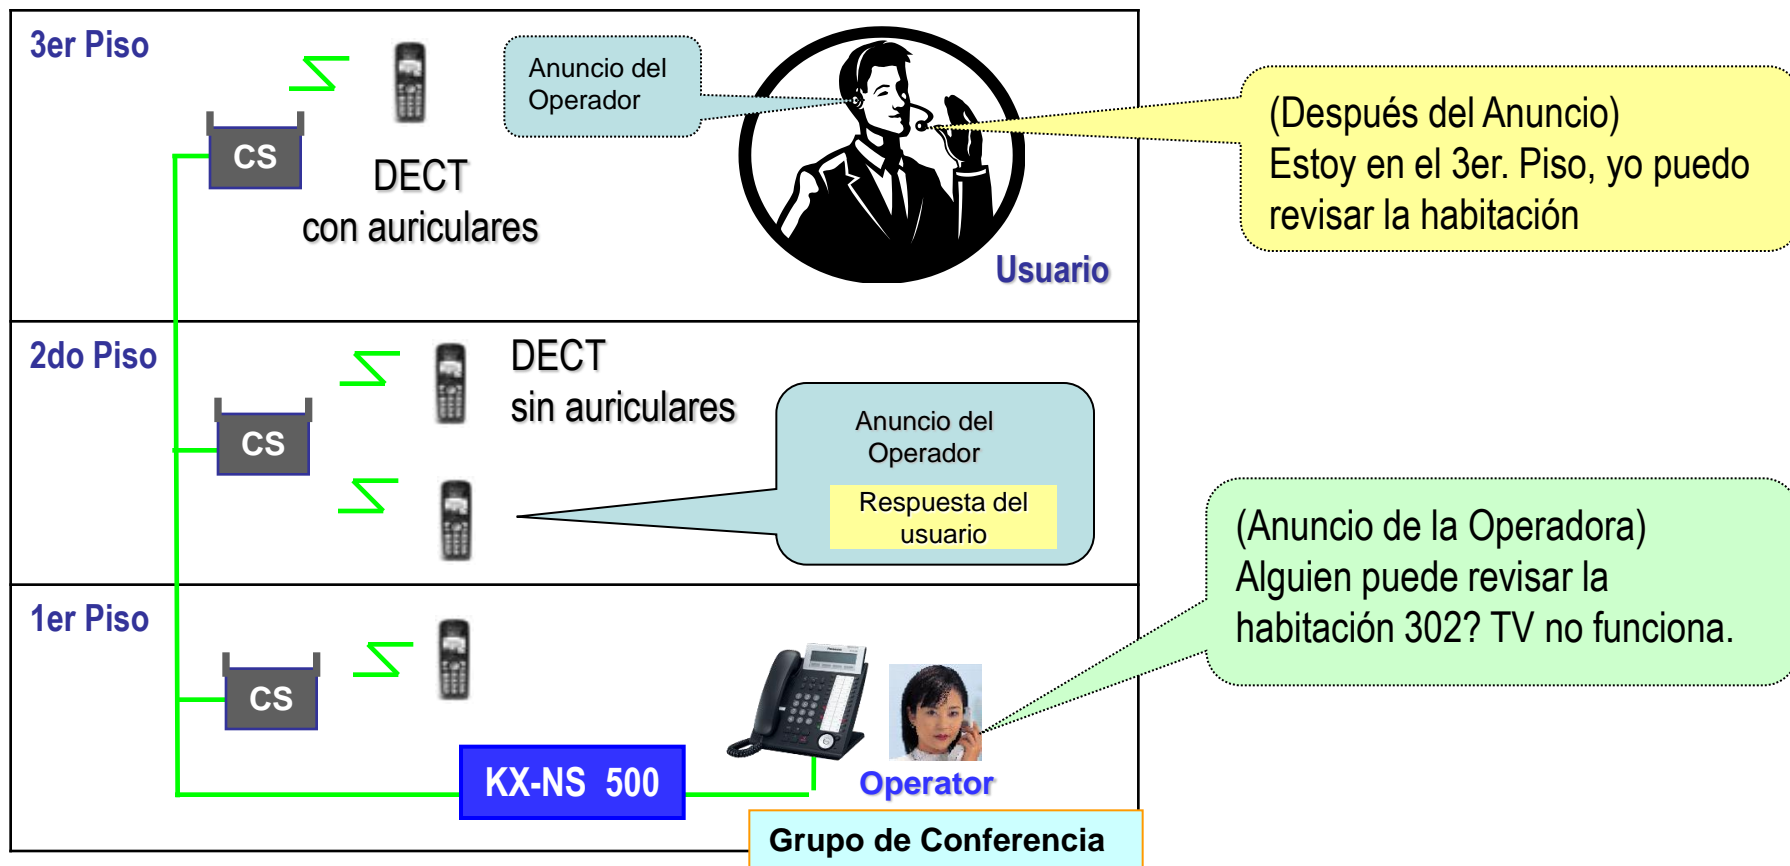 3er Piso
Anuncio del
Operador
CS
DECT
con auriculares
Usuario
(Después del Anuncio)
Estoy en el 3er. Piso, yo puedo
revisar la habitación
2do Piso
DECT
sin auriculares
CS
Anuncio del
Operador
Respuesta del
usuario
(Anuncio de la Operadora)
Alguien puede revisar la
habitación 302? TV no funciona.
1er Piso
CS
KX-NS 500
Operator
Grupo de Conferencia